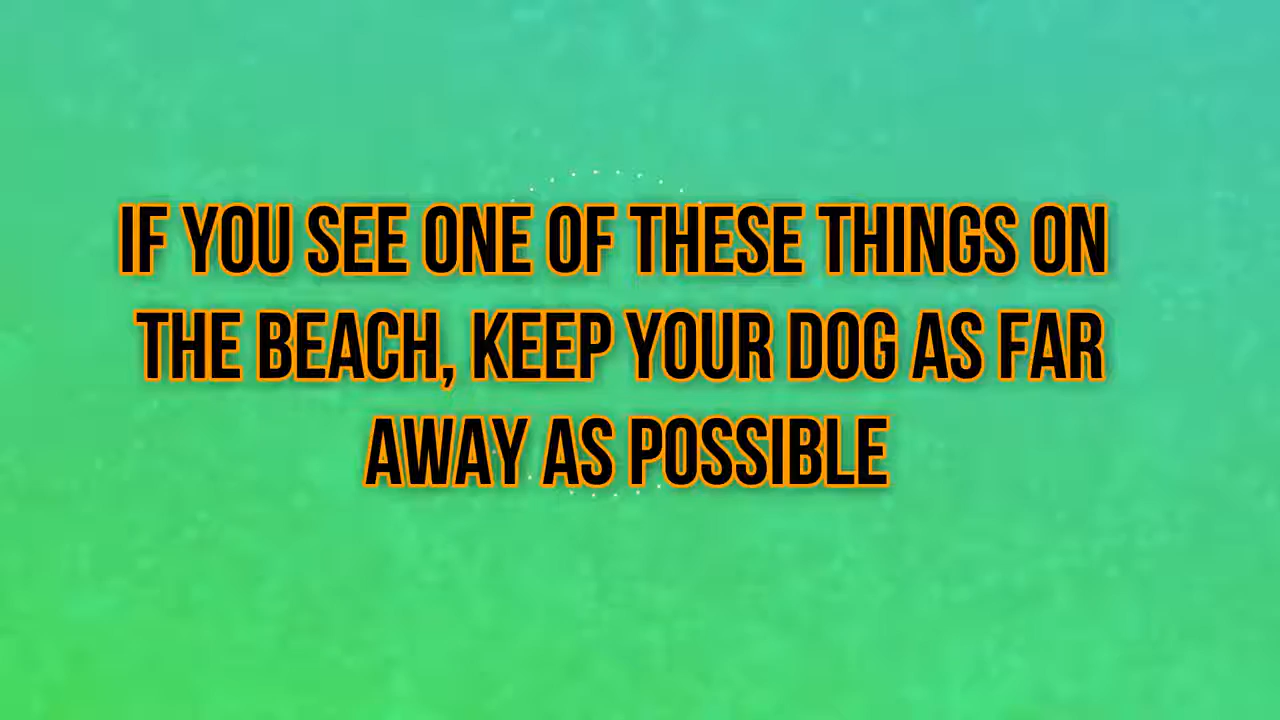 IF YOU SEE ONE OF THESE THINGS ON
THE BEACH, KEEP YOUR DOG AS FAR
AWAY AS POSSIBLE